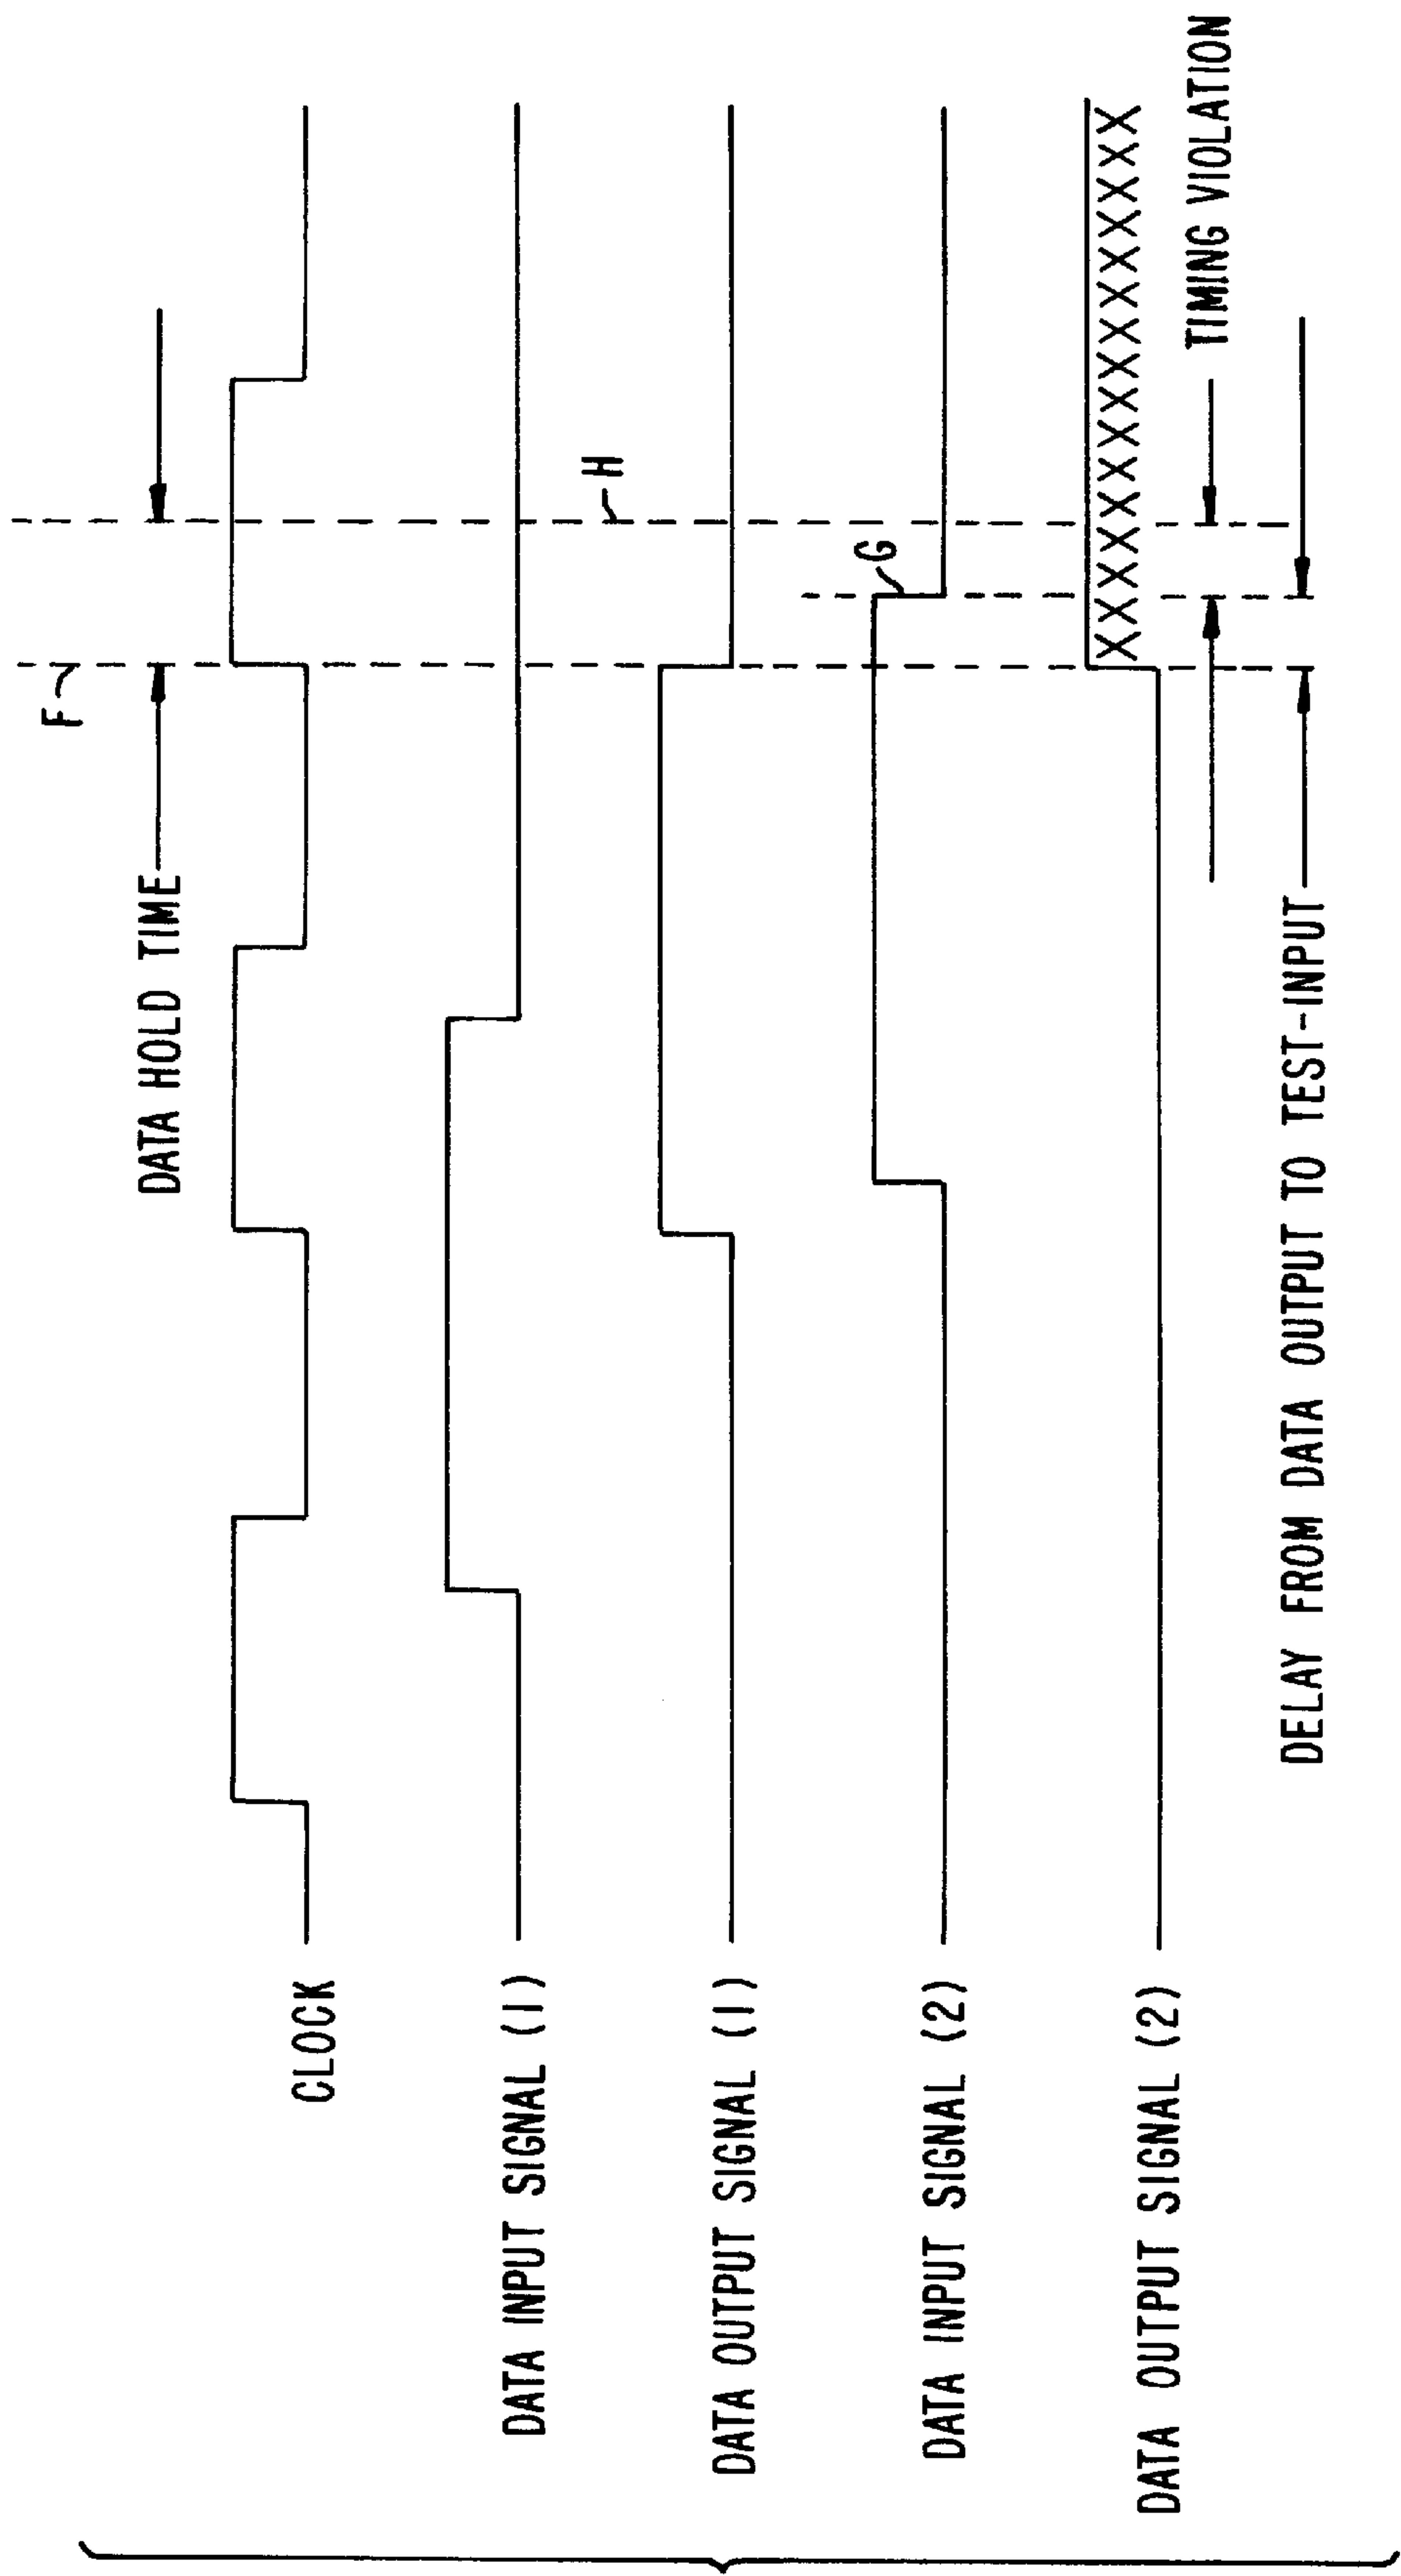 F
DATA HOLD TIME
CLOCK
DATA INPUT SIGNAL (1)
H
DATA OUTPUT SIGNAL (1)
G
DATA INPUT SIGNAL (2)
DATA OUTPUT SIGNAL (2)
XXXXXXXXXXXXXXXX
TIMING VIOLATION
DELAY FROM DATA OUTPUT TO TEST-INPUT